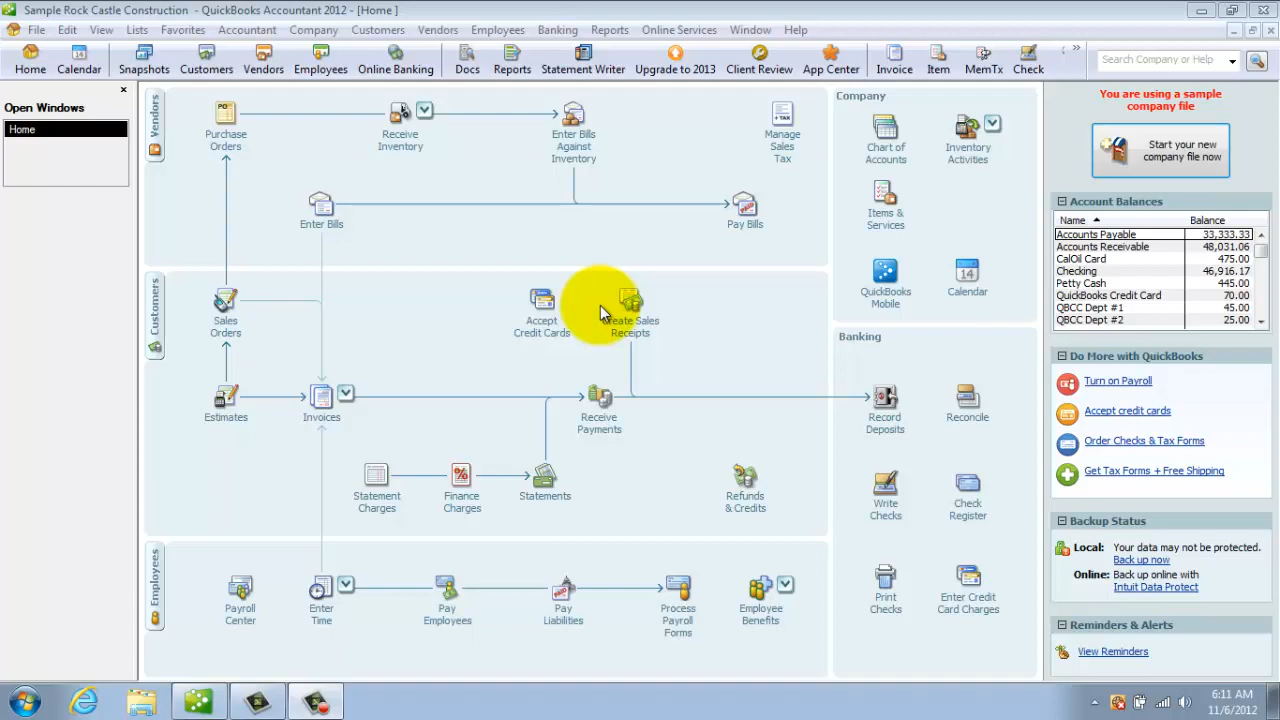 Sample Rock Castle Construction - QuickBooks Accountant 2012 - [Home ]
File Edit View Lists Favorites Accountant Company Customers Vendors Employees Banking Reports Online Services Window Help
Home Calendar Snapshots Customers Vendors Employees Online Banking Docs Reports Statement Writer Upgrade to 2013 Client Review App Center Invoice Item MemTx Check
Search Company or Help
Open Windows
Home
Vendors
PO
Purchase
Orders
Receive
Inventory
Enter Bills
Against
Inventory
+ TAX
Manage
Sales
Tax
Enter Bills
Pay Bills
Customers
Sales
Orders
Accept
Credit Cards
Create Sales
Receipts
Estimates
Invoices
Receive
Payments
Statement
Charges
Finance
Charges
Statements
Refunds
& Credits
Employees
Payroll
Center
Enter
Time
Pay
Employees
Pay
Liabilities
Process
Payroll
Forms
Employee
Benefits
Company
Chart of
Accounts
Inventory
Activities
Items &
Services
QuickBooks
Mobile
14
Calendar
Banking
Record
Deposits
Reconcile
Write
Checks
Check
Register
Print
Checks
Enter Credit
Card Charges
You are using a sample
company file
Start your new
company file now
Account Balances
Name Balance
Accounts Payable 33,333.33
Accounts Receivable 48,031.06
CalOil Card 475.00
Checking 46,916.17
Petty Cash 445.00
QuickBooks Credit Card 70.00
QBCC Dept #1 45.00
QBCC Dept #2 25.00
Do More with QuickBooks
Turn on Payroll
Accept credit cards
Order Checks & Tax Forms
Get Tax Forms + Free Shipping
Backup Status
Local: Your data may not be protected.
Back up now
Online: Back up online with
Intuit Data Protect
Reminders & Alerts
View Reminders
6:11 AM
11/6/2012